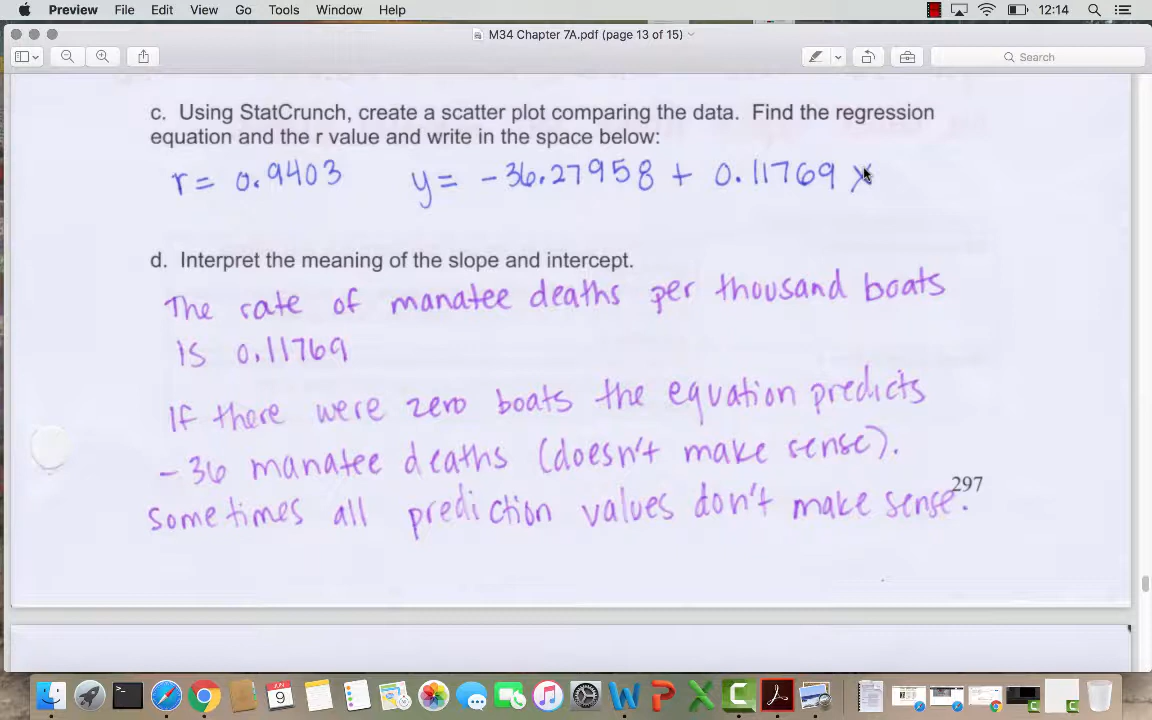 Preview File Edit View Go Tools Window Help 12:14
M34 Chapter 7A.pdf (page 13 of 15)
Search
c. Using StatCrunch, create a scatter plot comparing the data. Find the regression
equation and the r value and write in the space below:
r = 0.9403 y = -36.27958 + 0.11769 x
d. Interpret the meaning of the slope and intercept.
The rate of manatee deaths per thousand boats
is 0.11769
If there were zero boats the equation predicts
-36 manatee deaths (doesn't make sense).
sometimes all prediction values don't make sense.
297
9